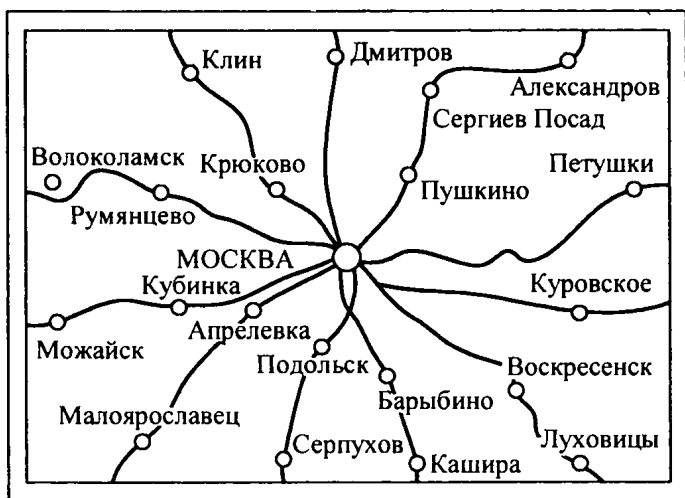 Клин
Дмитров
Александров
Сергиев Посад
Волоколамск
Крюково
Петушки
Пушкино
Румянцево
МОСКВА
Кубинка
Куровское
Можайск
Апрелевка
Подольск
Воскресенск
Барыбино
Малоярославец
Серпухов
Луховицы
Кашира